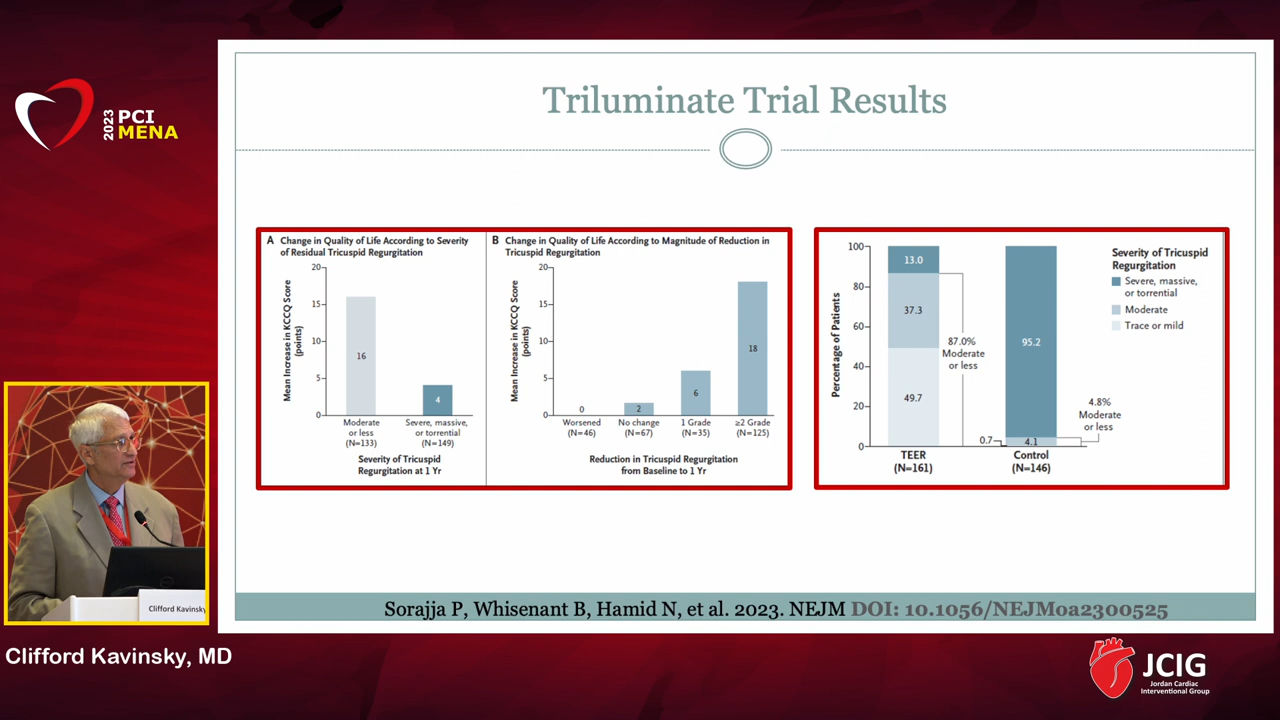 2023 PCI
MENA
Triluminate Trial Results
A Change in Quality of Life According to Severity
of Residual Tricuspid Regurgitation
Mean Increase in KCCQ Score
(points)
20
15
10
5
0
16
4
Moderate
or less
(N=133)
Severe, massive,
or torrential
(N=149)
Severity of Tricuspid
Regurgitation at 1 Yr
B Change in Quality of Life According to Magnitude of Reduction in
Tricuspid Regurgitation
Mean Increase in KCCQ Score
(points)
20
15
10
5
0
0
2
6
18
Worsened
(N=46)
No change
(N=67)
1 Grade
(N=35)
≥2 Grade
(N=125)
Reduction in Tricuspid Regurgitation
from Baseline to 1 Yr
Percentage of Patients
100
80
60
40
20
0
13.0
37.3
49.7
87.0%
Moderate
or less
95.2
4.1
0.7
4.8%
Moderate
or less
TEER
(N=161)
Control
(N=146)
Severity of Tricuspid
Regurgitation
Severe, massive,
or torrential
Moderate
Trace or mild
Sorajja P, Whisenant B, Hamid N, et al. 2023. NEJM DOI: 10.1056/NEJMoa2300525
Clifford Kavinsky
Clifford Kavinsky, MD
JCIG
Jordan Cardiac
Interventional Group